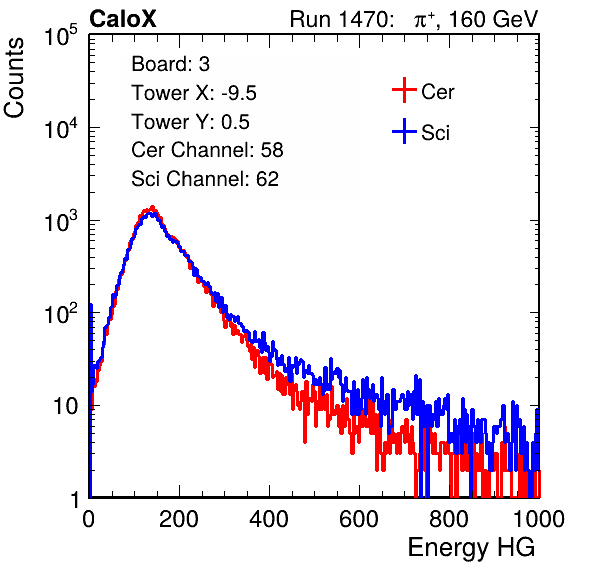 CaloX Run 1470: π⁺, 160 GeV
Counts
10⁵
10⁴
10³
10²
10
1
Board: 3
Tower X: -9.5
Tower Y: 0.5
Cer Channel: 58
Sci Channel: 62
Cer
Sci
0 200 400 600 800 1000
Energy HG